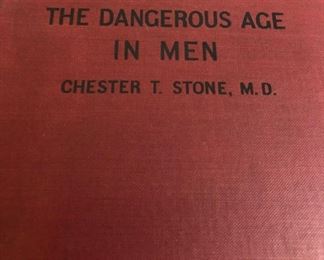 THE DANGEROUS AGE
IN MEN
CHESTER T. STONE, M.D.